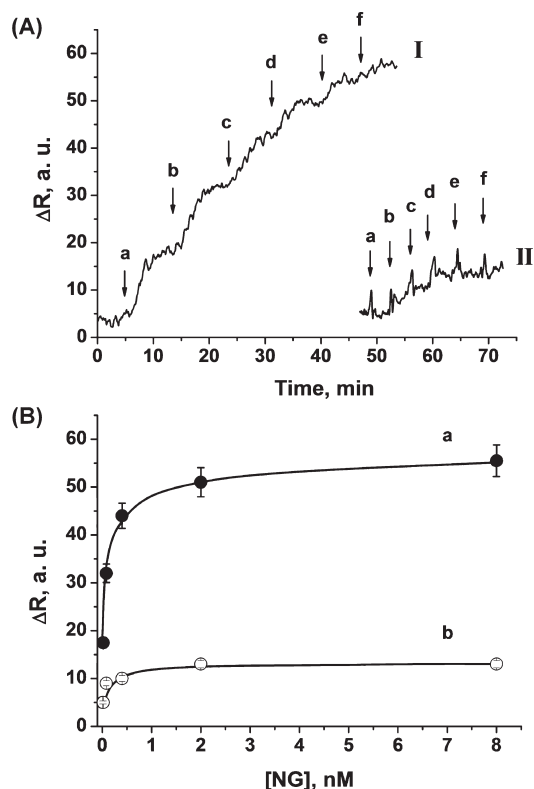 (A)
ΔR, a. u.
60
50
40
30
20
10
0
a
b
c
d
e
f
I
a
b
c
d
e
f
II
0 10 20 30 40 50 60 70
Time, min
(B)
ΔR, a. u.
60
50
40
30
20
10
0
a
b
0 1 2 3 4 5 6 7 8
[NG], nM